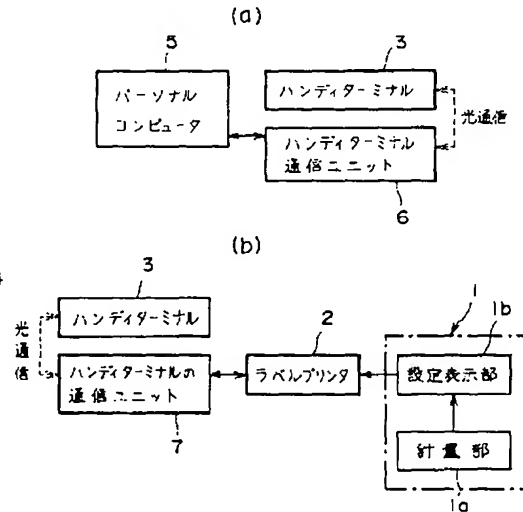 (a)
5
パーソナル
コンピュータ
3
ハンディターミナル
光通信
ハンディターミナル
通信ユニット
6
(b)
3
ハンディターミナル
光通信
ハンディターミナルの
通信ユニット
7
2
ラベルプリンタ
1
1b
設定表示部
計量部
1a